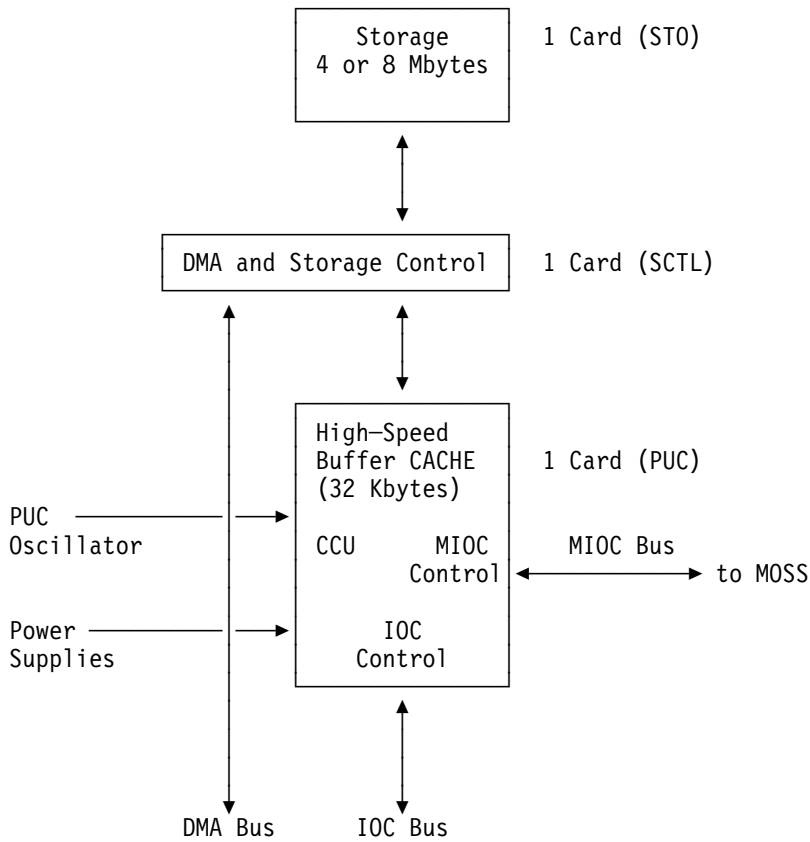 Storage
4 or 8 Mbytes
1 Card (STO)
DMA and Storage Control
1 Card (SCTL)
High—Speed
Buffer CACHE
(32 Kbytes)
1 Card (PUC)
PUC
Oscillator
CCU
MIOC
Control
MIOC Bus
to MOSS
Power
Supplies
IOC
Control
DMA Bus
IOC Bus